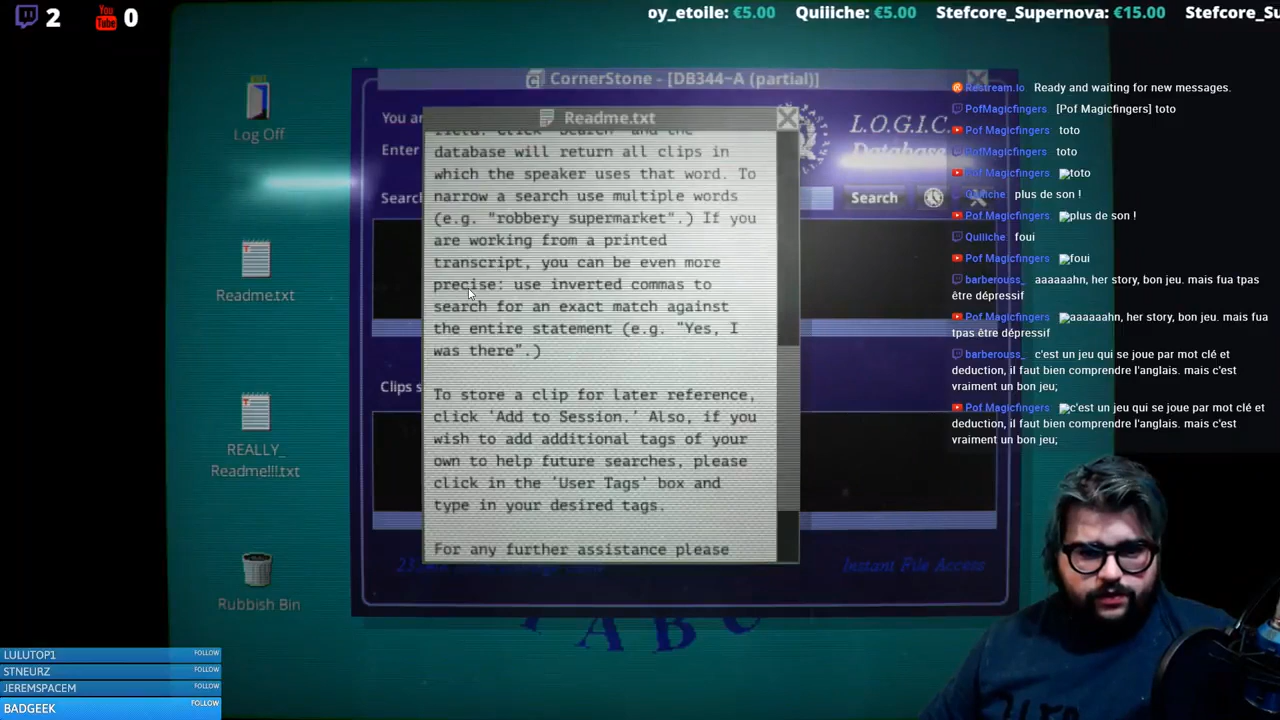 2
0
oy_etoile: €5.00 Quiiiche: €5.00 Stefcore_Supernova: €15.00 Stefcore_Su
Log Off
Readme.txt
REALLY_
Readme!!!.txt
Rubbish Bin
CornerStone - [DB344-A (partial)]
You ar
Enter
Search
Clips s
L.O.G.I.C.
Database
Search
Instant File Access
Readme.txt
field. Click 'Search' and the
database will return all clips in
which the speaker uses that word. To
narrow a search use multiple words
(e.g. "robbery supermarket".) If you
are working from a printed
transcript, you can be even more
precise: use inverted commas to
search for an exact match against
the entire statement (e.g. "Yes, I
was there".)
To store a clip for later reference,
click 'Add to Session.' Also, if you
wish to add additional tags of your
own to help future searches, please
click in the 'User Tags' box and
type in your desired tags.
For any further assistance please
Restream.io Ready and waiting for new messages.
PofMagicfingers [Pof Magicfingers] toto
Pof Magicfingers toto
PofMagicfingers toto
Pof Magicfingers toto
Quiiiche plus de son !
Pof Magicfingers plus de son !
Quiiiche foui
Pof Magicfingers foui
barberouss_ aaaaaahn, her story, bon jeu. mais fua tpas
être dépressif
Pof Magicfingers aaaaaahn, her story, bon jeu. mais fua
tpas être dépressif
barberouss_ c'est un jeu qui se joue par mot clé et
deduction, il faut bien comprendre l'anglais. mais c'est
vraiment un bon jeu;
Pof Magicfingers c'est un jeu qui se joue par mot clé et
deduction, il faut bien comprendre l'anglais. mais c'est
vraiment un bon jeu;
LULUTOP1 FOLLOW
STNEURZ FOLLOW
JEREMSPACEM FOLLOW
BADGEEK FOLLOW